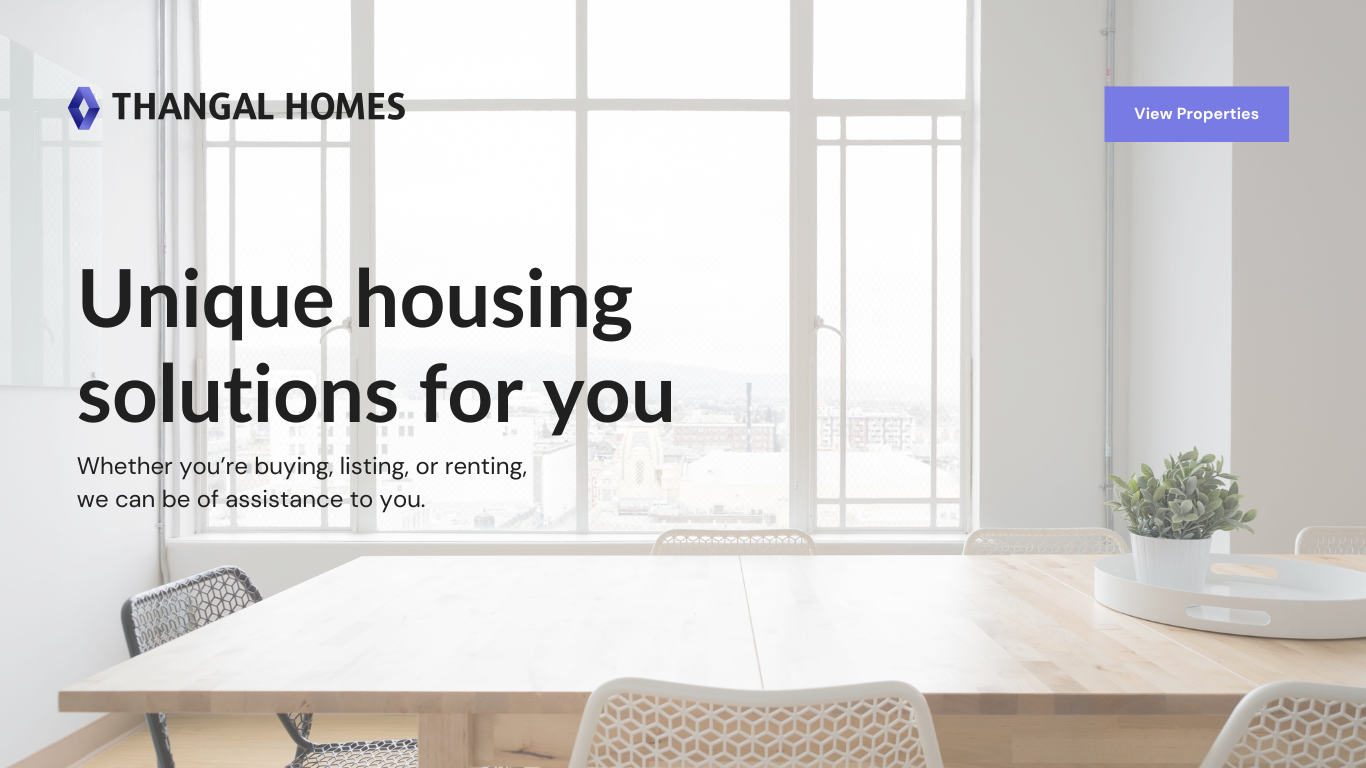 THANGAL HOMES
View Properties
Unique housing
solutions for you
Whether you’re buying, listing, or renting,
we can be of assistance to you.